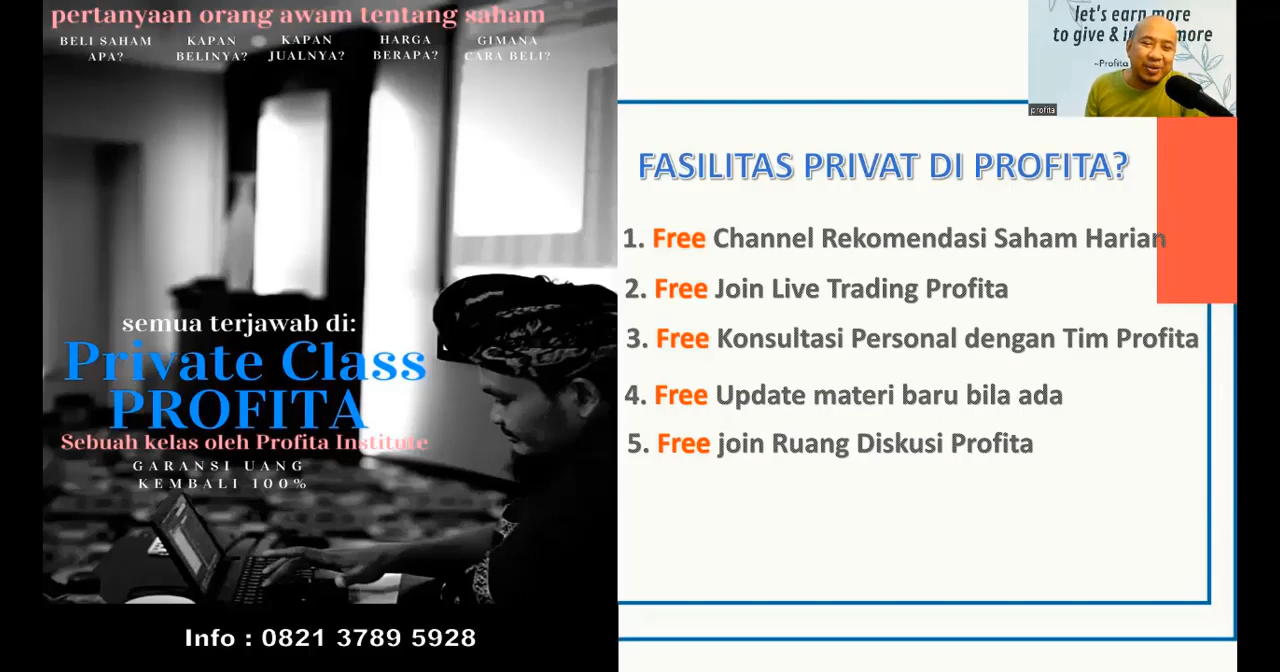 pertanyaan orang awam tentang saham
BELI SAHAM APA?
KAPAN BELINYA?
KAPAN JUALNYA?
HARGA BERAPA?
GIMANA CARA BELI?
semua terjawab di:
Private Class
PROFITA
Sebuah kelas oleh Profita Institute
GARANSI UANG
KEMBALI 100%
Info : 0821 3789 5928
let's earn more
to give & more
~Profita
profita
FASILITAS PRIVAT DI PROFITA?
1. Free Channel Rekomendasi Saham Harian
2. Free Join Live Trading Profita
3. Free Konsultasi Personal dengan Tim Profita
4. Free Update materi baru bila ada
5. Free join Ruang Diskusi Profita